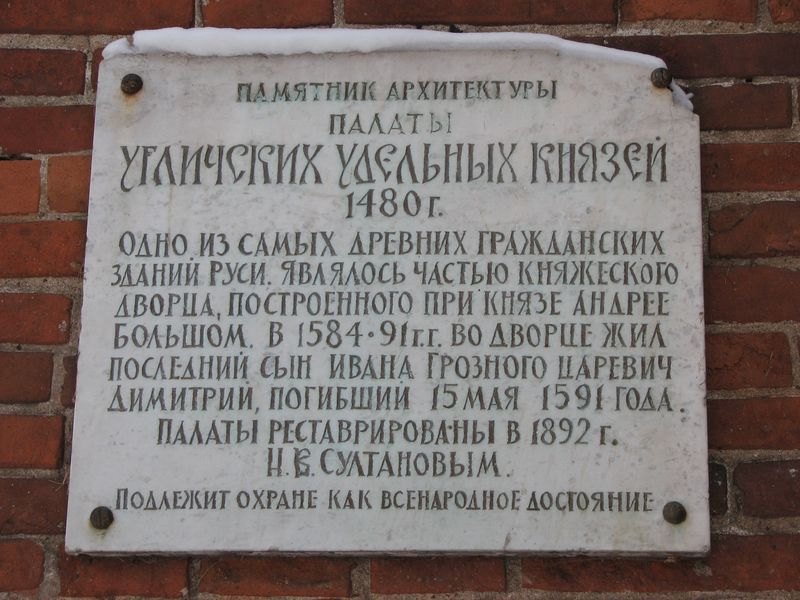 ПАМЯТНИК АРХИТЕКТУРЫ
ПАЛАТЫ
УГЛИЧСКИХ УДЕЛЬНЫХ КНЯЗЕЙ
1480 г.
ОДНО ИЗ САМЫХ ДРЕВНИХ ГРАЖДАНСКИХ
ЗДАНИЙ РУСИ. ЯВЛЯЛОСЬ ЧАСТЬЮ КНЯЖЕСКОГО
ДВОРЦА, ПОСТРОЕННОГО ПРИ КНЯЗЕ АНДРЕЕ
БОЛЬШОМ. В 1584-91 г.г. ВО ДВОРЦЕ ЖИЛ
ПОСЛЕДНИЙ СЫН ИВАНА ГРОЗНОГО ЦАРЕВИЧ
ДИМИТРИЙ, ПОГИБШИЙ 15 МАЯ 1591 ГОДА.
ПАЛАТЫ РЕСТАВРИРОВАНЫ В 1892 г.
Н.В. СУЛТАНОВЫМ.
ПОДЛЕЖИТ ОХРАНЕ КАК ВСЕНАРОДНОЕ ДОСТОЯНИЕ